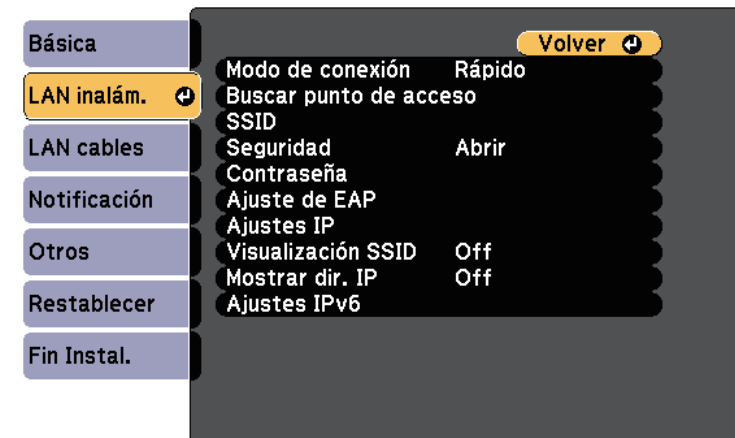 Básica
LAN inalám.
LAN cables
Notificación
Otros
Restablecer
Fin Instal.
Volver
Modo de conexión Rápido
Buscar punto de acceso
SSID
Seguridad Abrir
Contraseña
Ajuste de EAP
Ajustes IP
Visualización SSID Off
Mostrar dir. IP Off
Ajustes IPv6